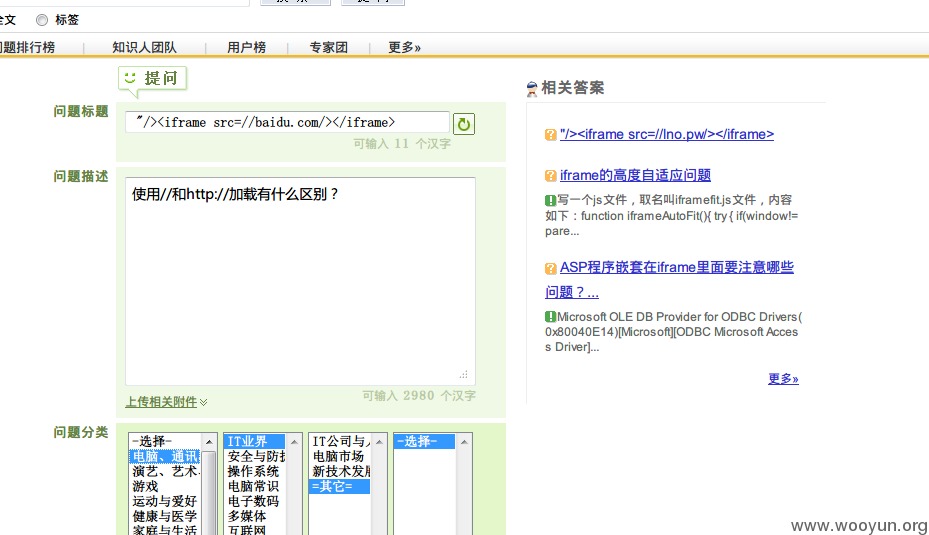 全文 标签
问题排行榜 知识人团队 用户榜 专家团 更多»
提问
问题标题
"/><iframe src=//baidu.com/></iframe>
可输入 11 个汉字
问题描述
使用//和http://加载有什么区别？
可输入 2980 个汉字
上传相关附件
问题分类
-选择-
电脑、通讯
演艺、艺术
游戏
运动与爱好
健康与医学
家庭与生活
IT业界
安全与防护
操作系统
电脑常识
电子数码
多媒体
互联网
IT公司与人
电脑市场
新技术发展
=其它=
-选择-
相关答案
"/><iframe src=//lno.pw/></iframe>
iframe的高度自适应问题
写一个js文件，取名叫iframefit.js文件，内容
如下：function iframeAutoFit(){ try { if(window!=
pare...
ASP程序嵌套在iframe里面要注意哪些
问题？...
Microsoft OLE DB Provider for ODBC Drivers(
0x80040E14)[Microsoft][ODBC Microsoft Acces
s Driver]...
更多»
www.wooyun.org